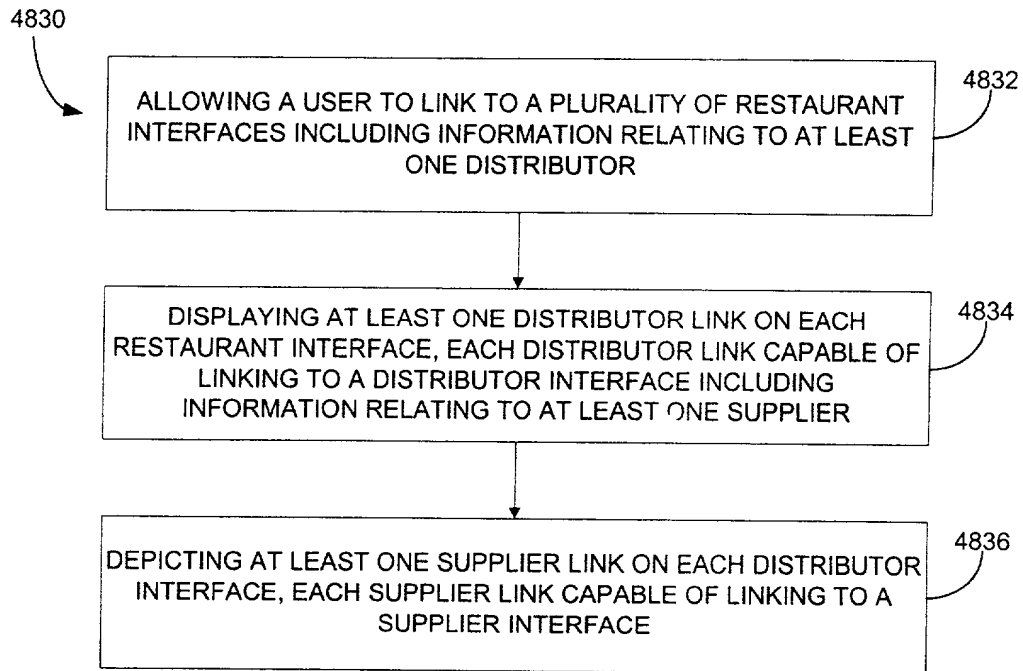 4830
4832
ALLOWING A USER TO LINK TO A PLURALITY OF RESTAURANT
INTERFACES INCLUDING INFORMATION RELATING TO AT LEAST
ONE DISTRIBUTOR
4834
DISPLAYING AT LEAST ONE DISTRIBUTOR LINK ON EACH
RESTAURANT INTERFACE, EACH DISTRIBUTOR LINK CAPABLE OF
LINKING TO A DISTRIBUTOR INTERFACE INCLUDING
INFORMATION RELATING TO AT LEAST ONE SUPPLIER
4836
DEPICTING AT LEAST ONE SUPPLIER LINK ON EACH DISTRIBUTOR
INTERFACE, EACH SUPPLIER LINK CAPABLE OF LINKING TO A
SUPPLIER INTERFACE